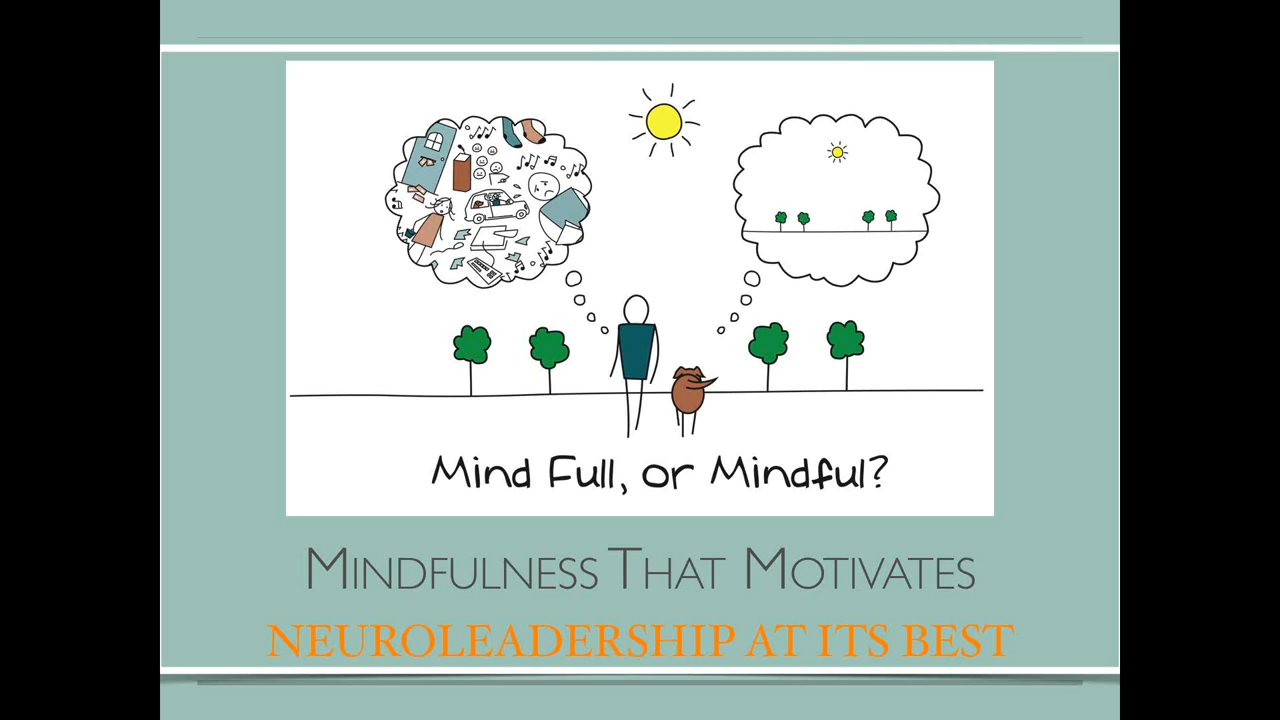 Mind Full, or Mindful?
MINDFULNESS THAT MOTIVATES
NEUROLEADERSHIP AT ITS BEST